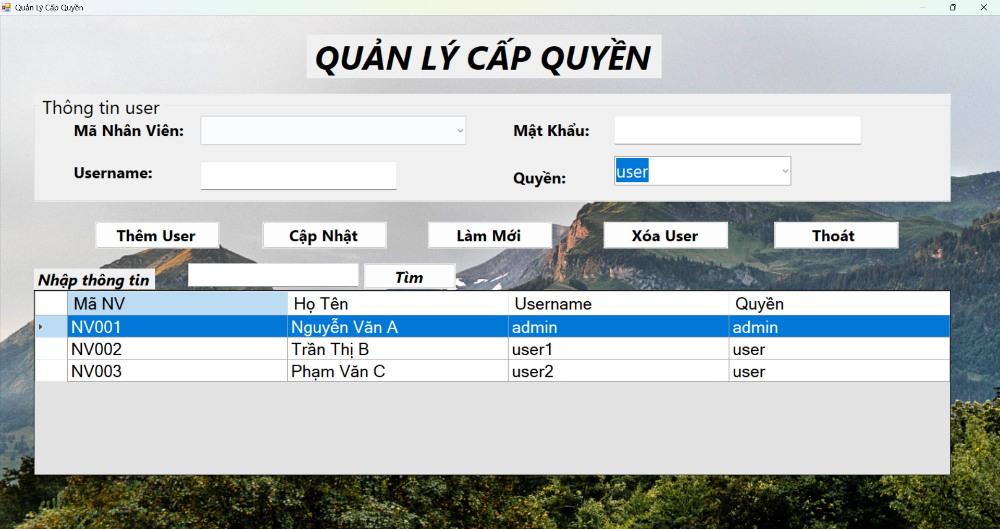 Quản Lý Cấp Quyền
QUẢN LÝ CẤP QUYỀN
Thông tin user
Mã Nhân Viên:
Mật Khẩu:
Username:
Quyền:
user
Thêm User
Cập Nhật
Làm Mới
Xóa User
Thoát
Nhập thông tin
Tìm
Mã NV Họ Tên Username Quyền
NV001 Nguyễn Văn A admin admin
NV002 Trần Thị B user1 user
NV003 Phạm Văn C user2 user